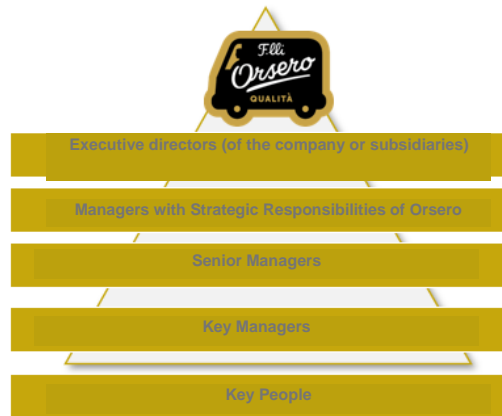 F.lli
Orsero
QUALITÀ
Executive directors (of the company or subsidiaries)
Managers with Strategic Responsibilities of Orsero
Senior Managers
Key Managers
Key People